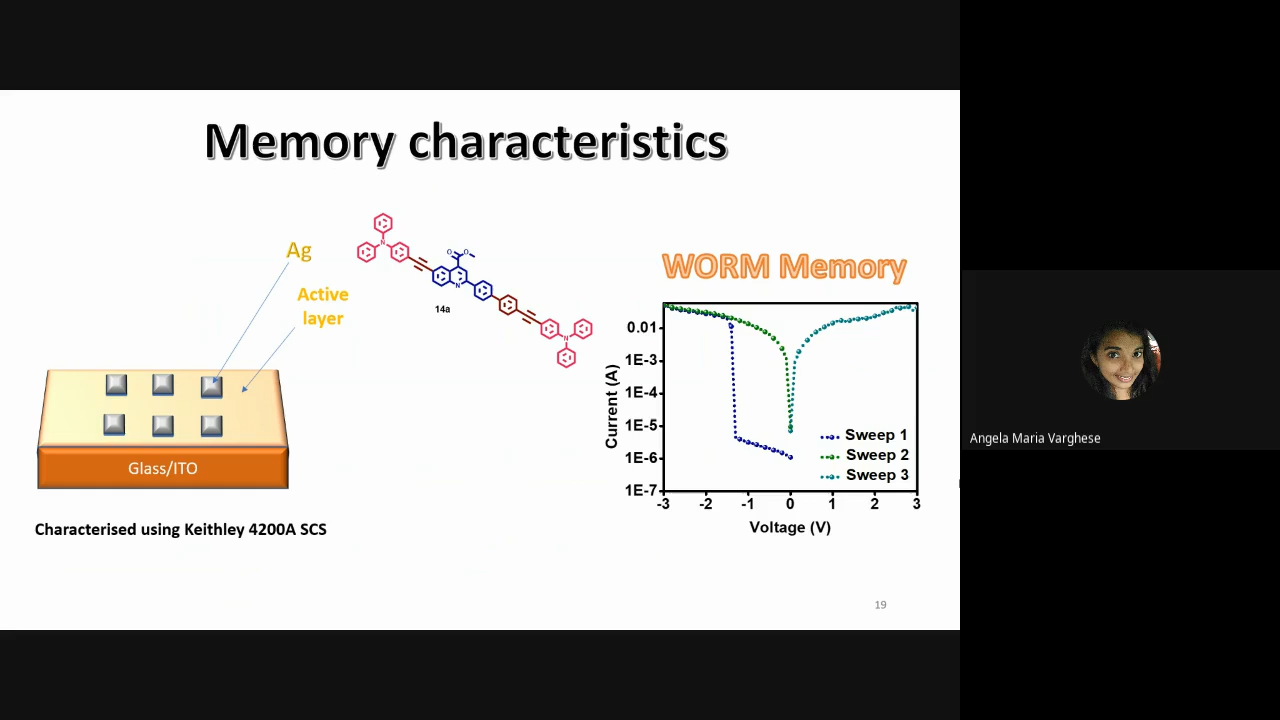 Memory characteristics
Ag
Active
layer
Glass/ITO
Characterised using Keithley 4200A SCS
N
O
O
N
14a
N
WORM Memory
Current (A)
0.01
1E-3
1E-4
1E-5
1E-6
1E-7
Sweep 1
Sweep 2
Sweep 3
-3 -2 -1 0 1 2 3
Voltage (V)
19
Angela Maria Varghese